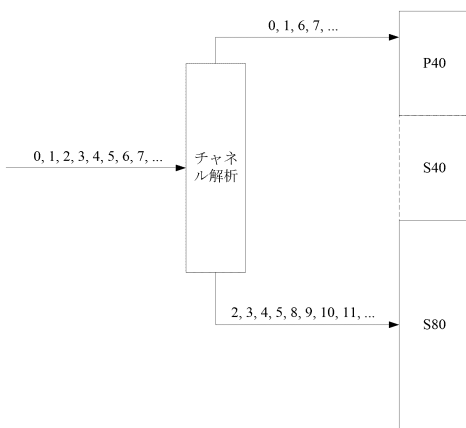 0, 1, 6, 7, ...
P40
0, 1, 2, 3, 4, 5, 6, 7, ...
チャネ
ル解析
S40
2, 3, 4, 5, 8, 9, 10, 11, ...
S80